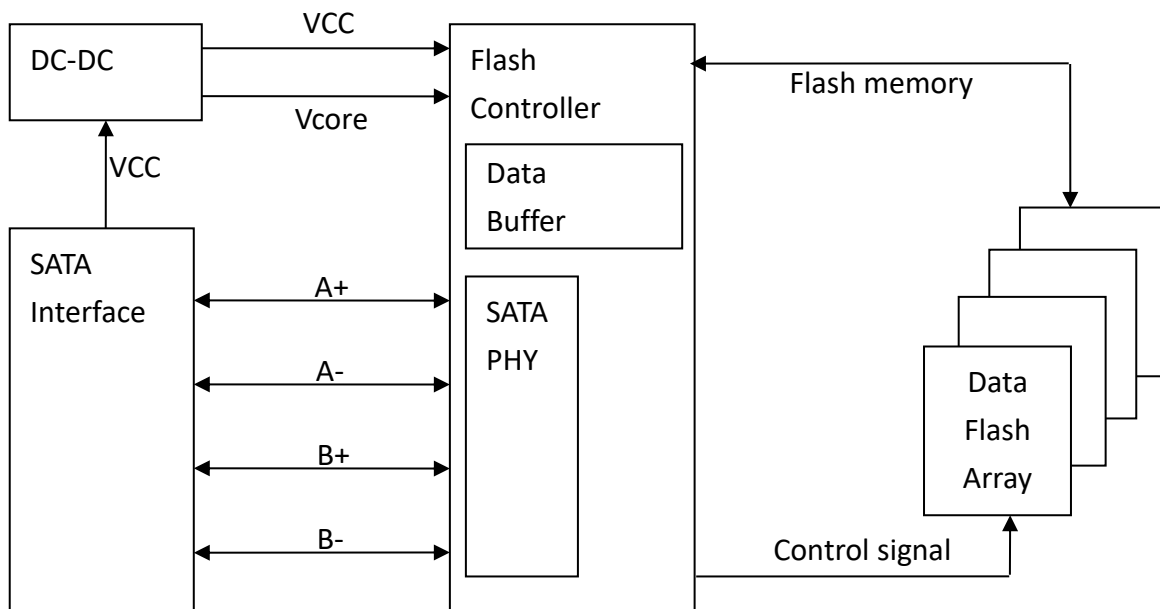 VCC
DC-DC
Flash
Controller
Flash memory
Vcore
VCC
Data
Buffer
SATA
Interface
A+
SATA
PHY
A-
Data
Flash
Array
B+
B-
Control signal